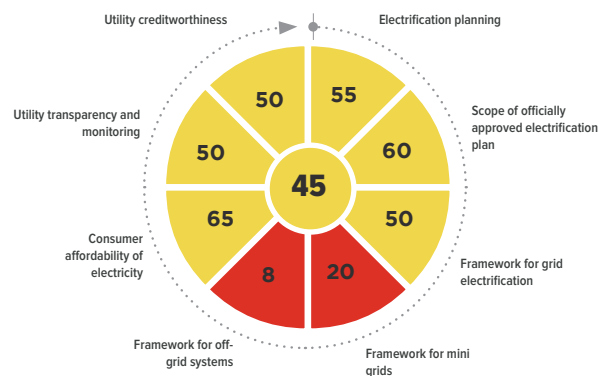 Utility creditworthiness
Electrification planning
50
55
Utility transparency and
monitoring
Scope of officially
approved electrification
plan
50
60
45
65
50
Consumer
affordability of
electricity
Framework for grid
electrification
8
20
Framework for off-
grid systems
Framework for mini
grids